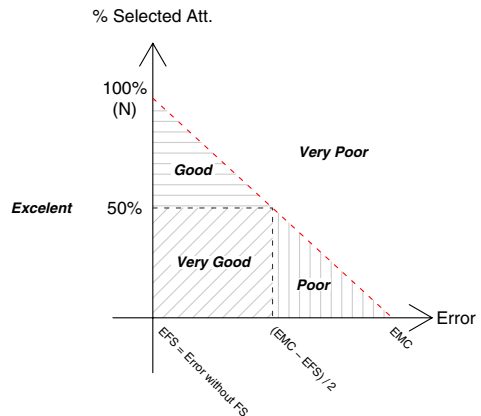 % Selected Att.
100%
(N)
Very Poor
Good
Excelent
50%
Very Good
Poor
Error
EFS = Error without FS
(EMC − EFS) / 2
EMC